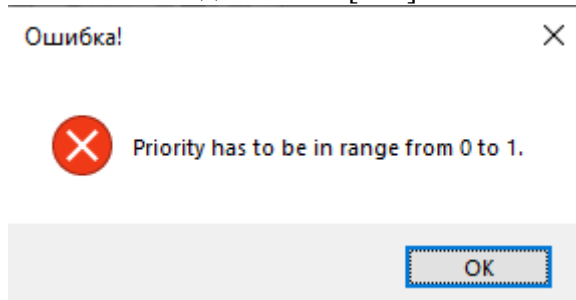 Ошибка!
Priority has to be in range from 0 to 1.
OK